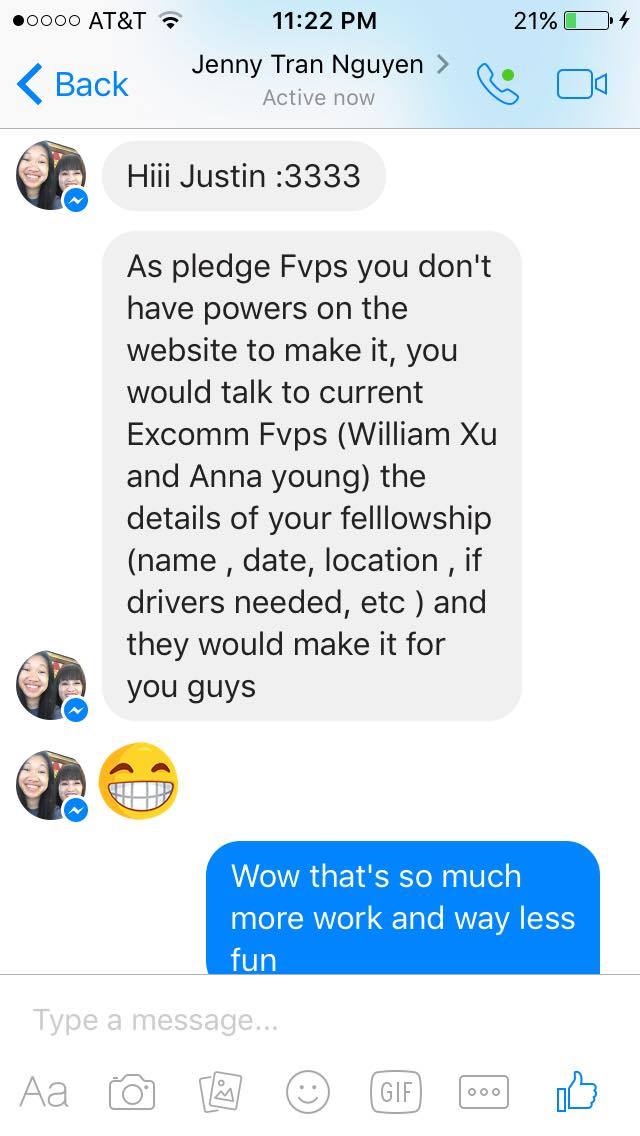 AT&T 11:22 PM 21%
Back Jenny Tran Nguyen
Active now
Hiii Justin :3333
As pledge Fvps you don't
have powers on the
website to make it, you
would talk to current
Excomm Fvps (William Xu
and Anna young) the
details of your felllowship
(name , date, location , if
drivers needed, etc ) and
they would make it for
you guys
Wow that's so much
more work and way less
fun
Type a message...
Aa GIF